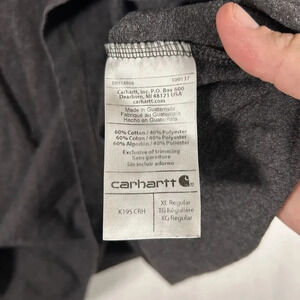 Carhartt, Inc. P.O. Box 600
Dearborn, MI 48121 USA
carhartt.com
Made in Guatemala
Fabriqué au Guatemala
Hecho en Guatemala
60% Cotton / 40% Polyester
60% Coton / 40% Polyester
60% Algodón / 40% Poliester
Exclusive of trimming
Sans garniture
Sin incluir adorno
carhartt
K195 CRH
XL Regular
TG Régulière
XG Regular